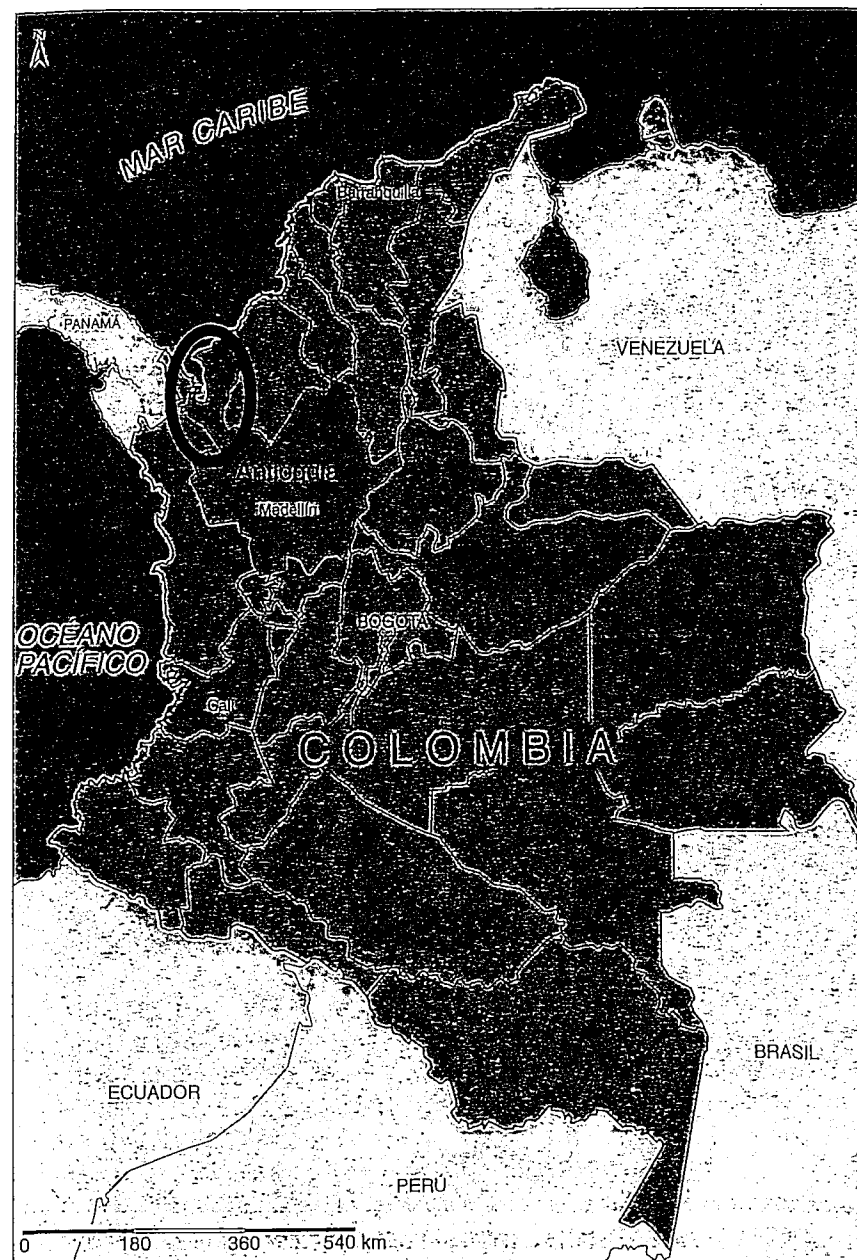 N
MAR CARIBE
Barranquilla
PANAMÁ
VENEZUELA
Antioquia
Medellín
BOGOTÁ
OCÉANO
PACÍFICO
Cali
COLOMBIA
BRASIL
ECUADOR
PERÚ
0 180 360 540 km